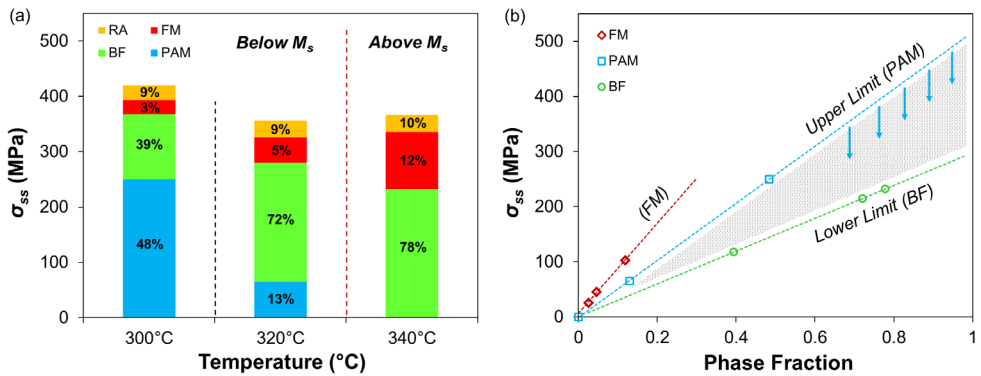 (a)
RA
FM
BF
PAM
Below Ms
Above Ms
500
400
300
200
100
0
σss (MPa)
9%
3%
39%
48%
9%
5%
72%
13%
10%
12%
78%
300°C
320°C
340°C
Temperature (°C)
(b)
FM
PAM
BF
500
400
300
200
100
0
σss (MPa)
Upper Limit (PAM)
(FM)
Lower Limit (BF)
0
0.2
0.4
0.6
0.8
1
Phase Fraction